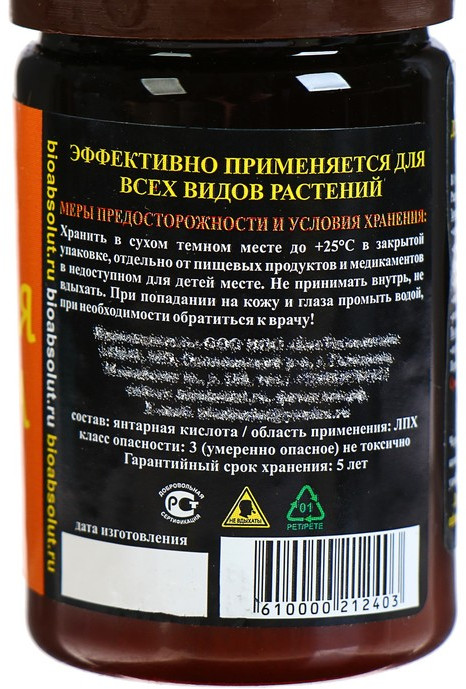 ЭФФЕКТИВНО ПРИМЕНЯЕТСЯ ДЛЯ
ВСЕХ ВИДОВ РАСТЕНИЙ
МЕРЫ ПРЕДОСТОРОЖНОСТИ И УСЛОВИЯ ХРАНЕНИЯ:
Хранить в сухом темном месте до +25°С в закрытой
упаковке, отдельно от пищевых продуктов и медикаментов
в недоступном для детей месте. Не принимать внутрь, не
вдыхать. При попадании на кожу и глаза промыть водой,
при необходимости обратиться к врачу!
состав: янтарная кислота / область применения: ЛПХ
класс опасности: 3 (умеренно опасное) не токсично
Гарантийный срок хранения: 5 лет
ДОБРОВОЛЬНАЯ
РСТ
СЕРТИФИКАЦИЯ
НЕ ВДЫХАТЬ!
01
PET/PETE
дата изготовления
610000 212403
bioabsolut.ru bioabsolut.ru bioabsolut.ru